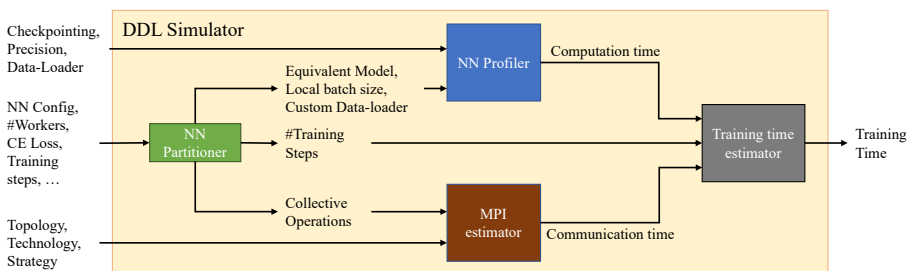 DDL Simulator
Checkpointing,
Precision,
Data-Loader
NN Config,
#Workers,
CE Loss,
Training
steps, …
Topology,
Technology,
Strategy
NN
Partitioner
Equivalent Model,
Local batch size,
Custom Data-loader
#Training
Steps
Collective
Operations
NN Profiler
Computation time
MPI
estimator
Communication time
Training time
estimator
Training
Time